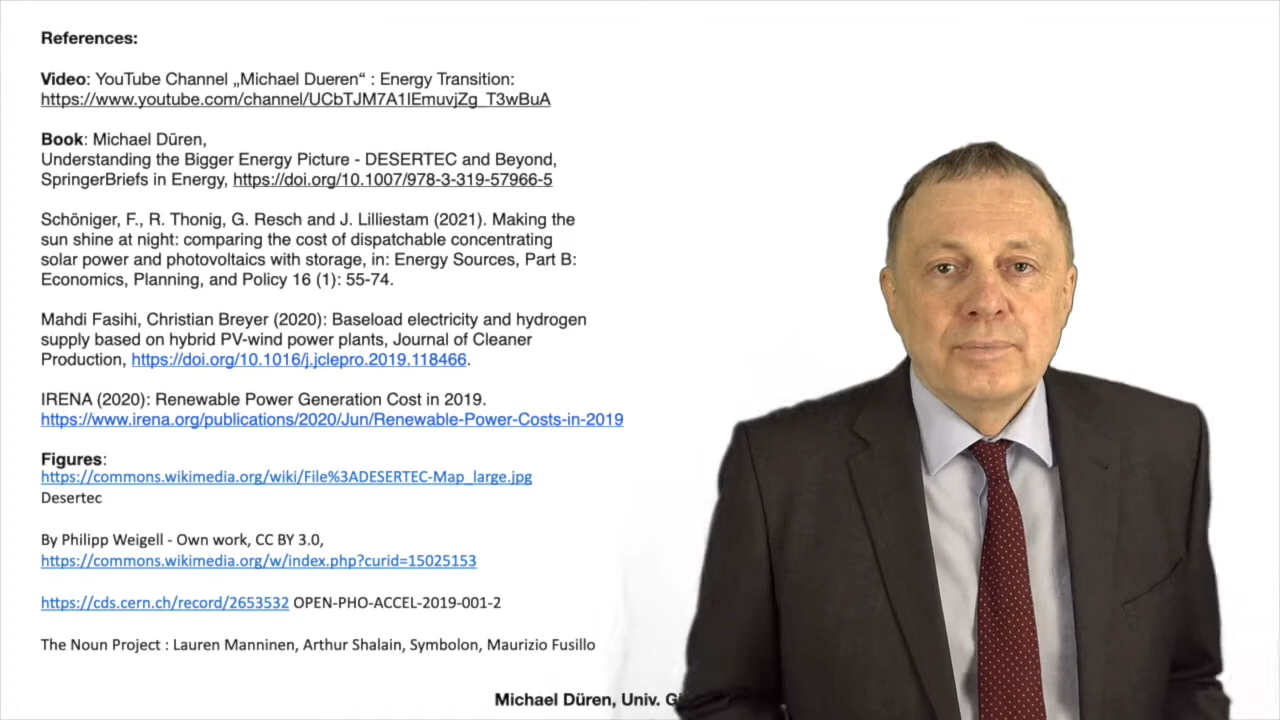 References:
Video: YouTube Channel „Michael Dueren“ : Energy Transition:
https://www.youtube.com/channel/UCbTJM7A1IEmuvjZg_T3wBuA
Book: Michael Düren,
Understanding the Bigger Energy Picture - DESERTEC and Beyond,
SpringerBriefs in Energy, https://doi.org/10.1007/978-3-319-57966-5
Schöniger, F., R. Thonig, G. Resch and J. Lilliestam (2021). Making the
sun shine at night: comparing the cost of dispatchable concentrating
solar power and photovoltaics with storage, in: Energy Sources, Part B:
Economics, Planning, and Policy 16 (1): 55-74.
Mahdi Fasihi, Christian Breyer (2020): Baseload electricity and hydrogen
supply based on hybrid PV-wind power plants, Journal of Cleaner
Production, https://doi.org/10.1016/j.jclepro.2019.118466.
IRENA (2020): Renewable Power Generation Cost in 2019.
https://www.irena.org/publications/2020/Jun/Renewable-Power-Costs-in-2019
Figures:
https://commons.wikimedia.org/wiki/File%3ADESERTEC-Map_large.jpg
Desertec
By Philipp Weigell - Own work, CC BY 3.0,
https://commons.wikimedia.org/w/index.php?curid=15025153
https://cds.cern.ch/record/2653532 OPEN-PHO-ACCEL-2019-001-2
The Noun Project : Lauren Manninen, Arthur Shalain, Symbolon, Maurizio Fusillo
Michael Düren, Univ.